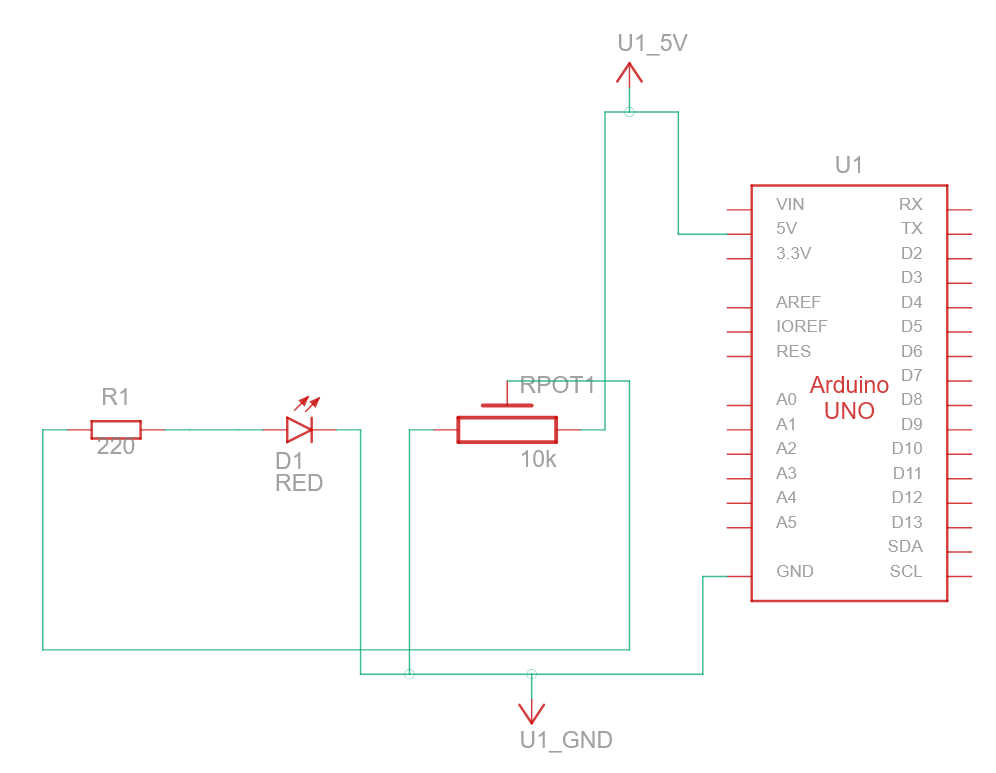 U1_5V
U1
VIN RX
5V TX
3.3V D2
D3
AREF D4
IOREF D5
RES D6
D7
Arduino
UNO
A0 D8
A1 D9
A2 D10
A3 D11
A4 D12
A5 D13
SDA
GND SCL
RPOT1
10k
R1
220
D1
RED
U1_GND